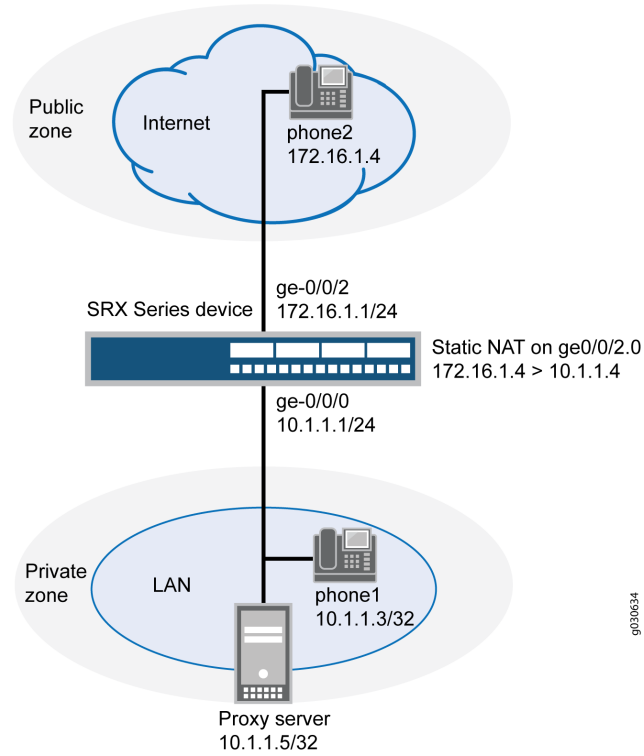 Public
zone
Internet
phone2
172.16.1.4
ge-0/0/2
172.16.1.1/24
SRX Series device
Static NAT on ge0/0/2.0
172.16.1.4 > 10.1.1.4
ge-0/0/0
10.1.1.1/24
Private
zone
LAN
phone1
10.1.1.3/32
Proxy server
10.1.1.5/32
g030634